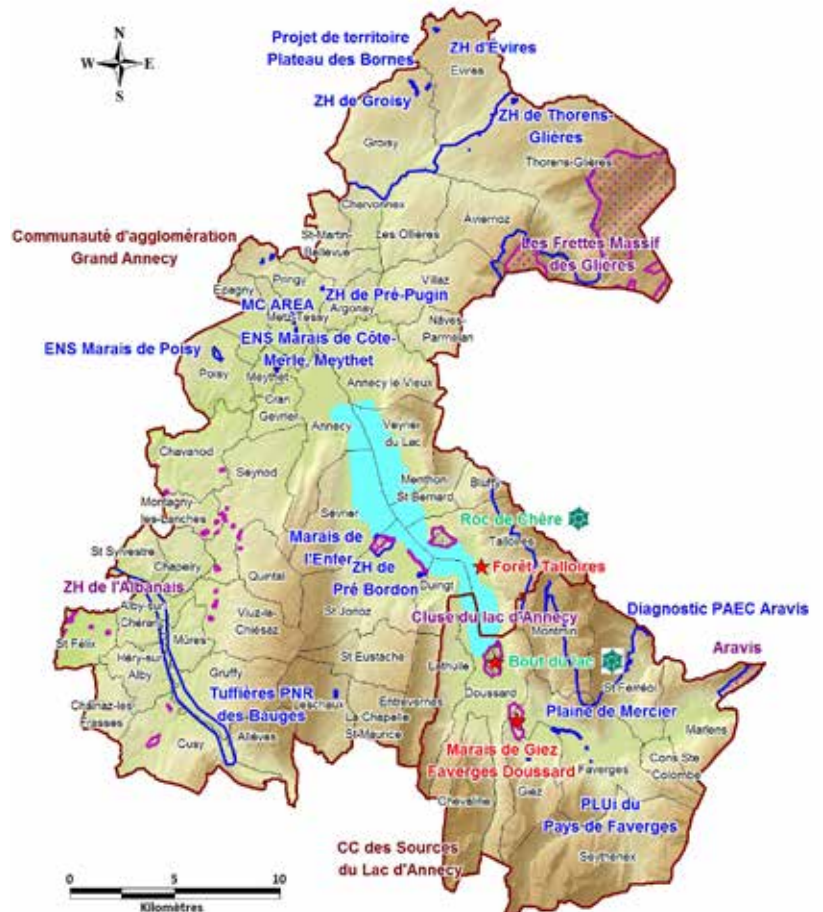 N
W E
S
Projet de territoire
Plateau des Bornes
ZH d'Evires
Evires
ZH de Groisy
ZH de Thorens-
Glières
Groisy
Thorens-Glières
Charvonnex
Aviernoz
St-Martin-
Bellevue
Les Ollières
Communauté d'agglomération
Grand Annecy
Les Frettes Massif
des Glières
Villaz
Pringy
Epagny
ZH de Pré-Pugin
MC AREA
Argonay
Metz-Tessy
Nâves-
Parmelan
ENS Marais de Poisy
ENS Marais de Côte-
Merle, Meythet
Poisy
Meythet
Annecy le Vieux
Cran
Gevrier
Annecy
Veyrier
du Lac
Chavanod
Seynod
Menthon
St Bernard
Bluffy
Montagny-
les-Lanches
Sevrier
Roc de Chère
Talloires
Marais de
l'Enfer
St Sylvestre
Chapeiry
ZH de
Pré Bordon
Forêt Talloires
Quintal
Duingt
ZH de l'Albanais
Alby-sur-
Chéran
St Jorioz
Cluse du lac d'Annecy
Diagnostic PAEC Aravis
Viuz-la-
Chiésaz
Montmin
St Félix
Mûres
Aravis
Héry-sur-
Alby
St Eustache
Lathuile
Bout du lac
Gruffy
St Ferréol
Doussard
Tuffières PNR
des Bauges
Leschaux
Entrevernes
Plaine de Mercier
Chainaz-les-
Frasses
La Chapelle
St-Maurice
Marlens
Cusy
Allèves
Marais de Giez
Faverges Doussard
Cons Ste
Colombe
Faverges
Giez
Chevaline
PLUi du
Pays de Faverges
CC des Sources
du Lac d'Annecy
Seythenex
0 5 10
Kilomètres